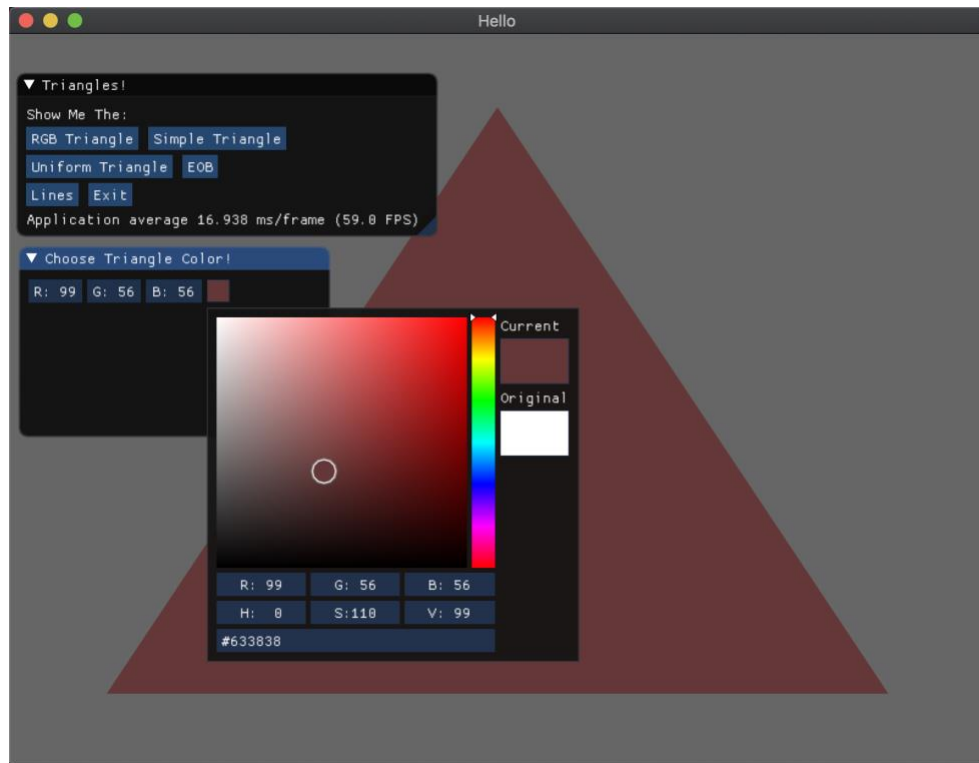 Hello
Triangles!
Show Me The:
RGB Triangle Simple Triangle
Uniform Triangle EOB
Lines Exit
Application average 16.938 ms/frame (59.0 FPS)
Choose Triangle Color!
R: 99 G: 56 B: 56
Current
Original
R: 99 G: 56 B: 56
H: 0 S:110 V: 99
#633838